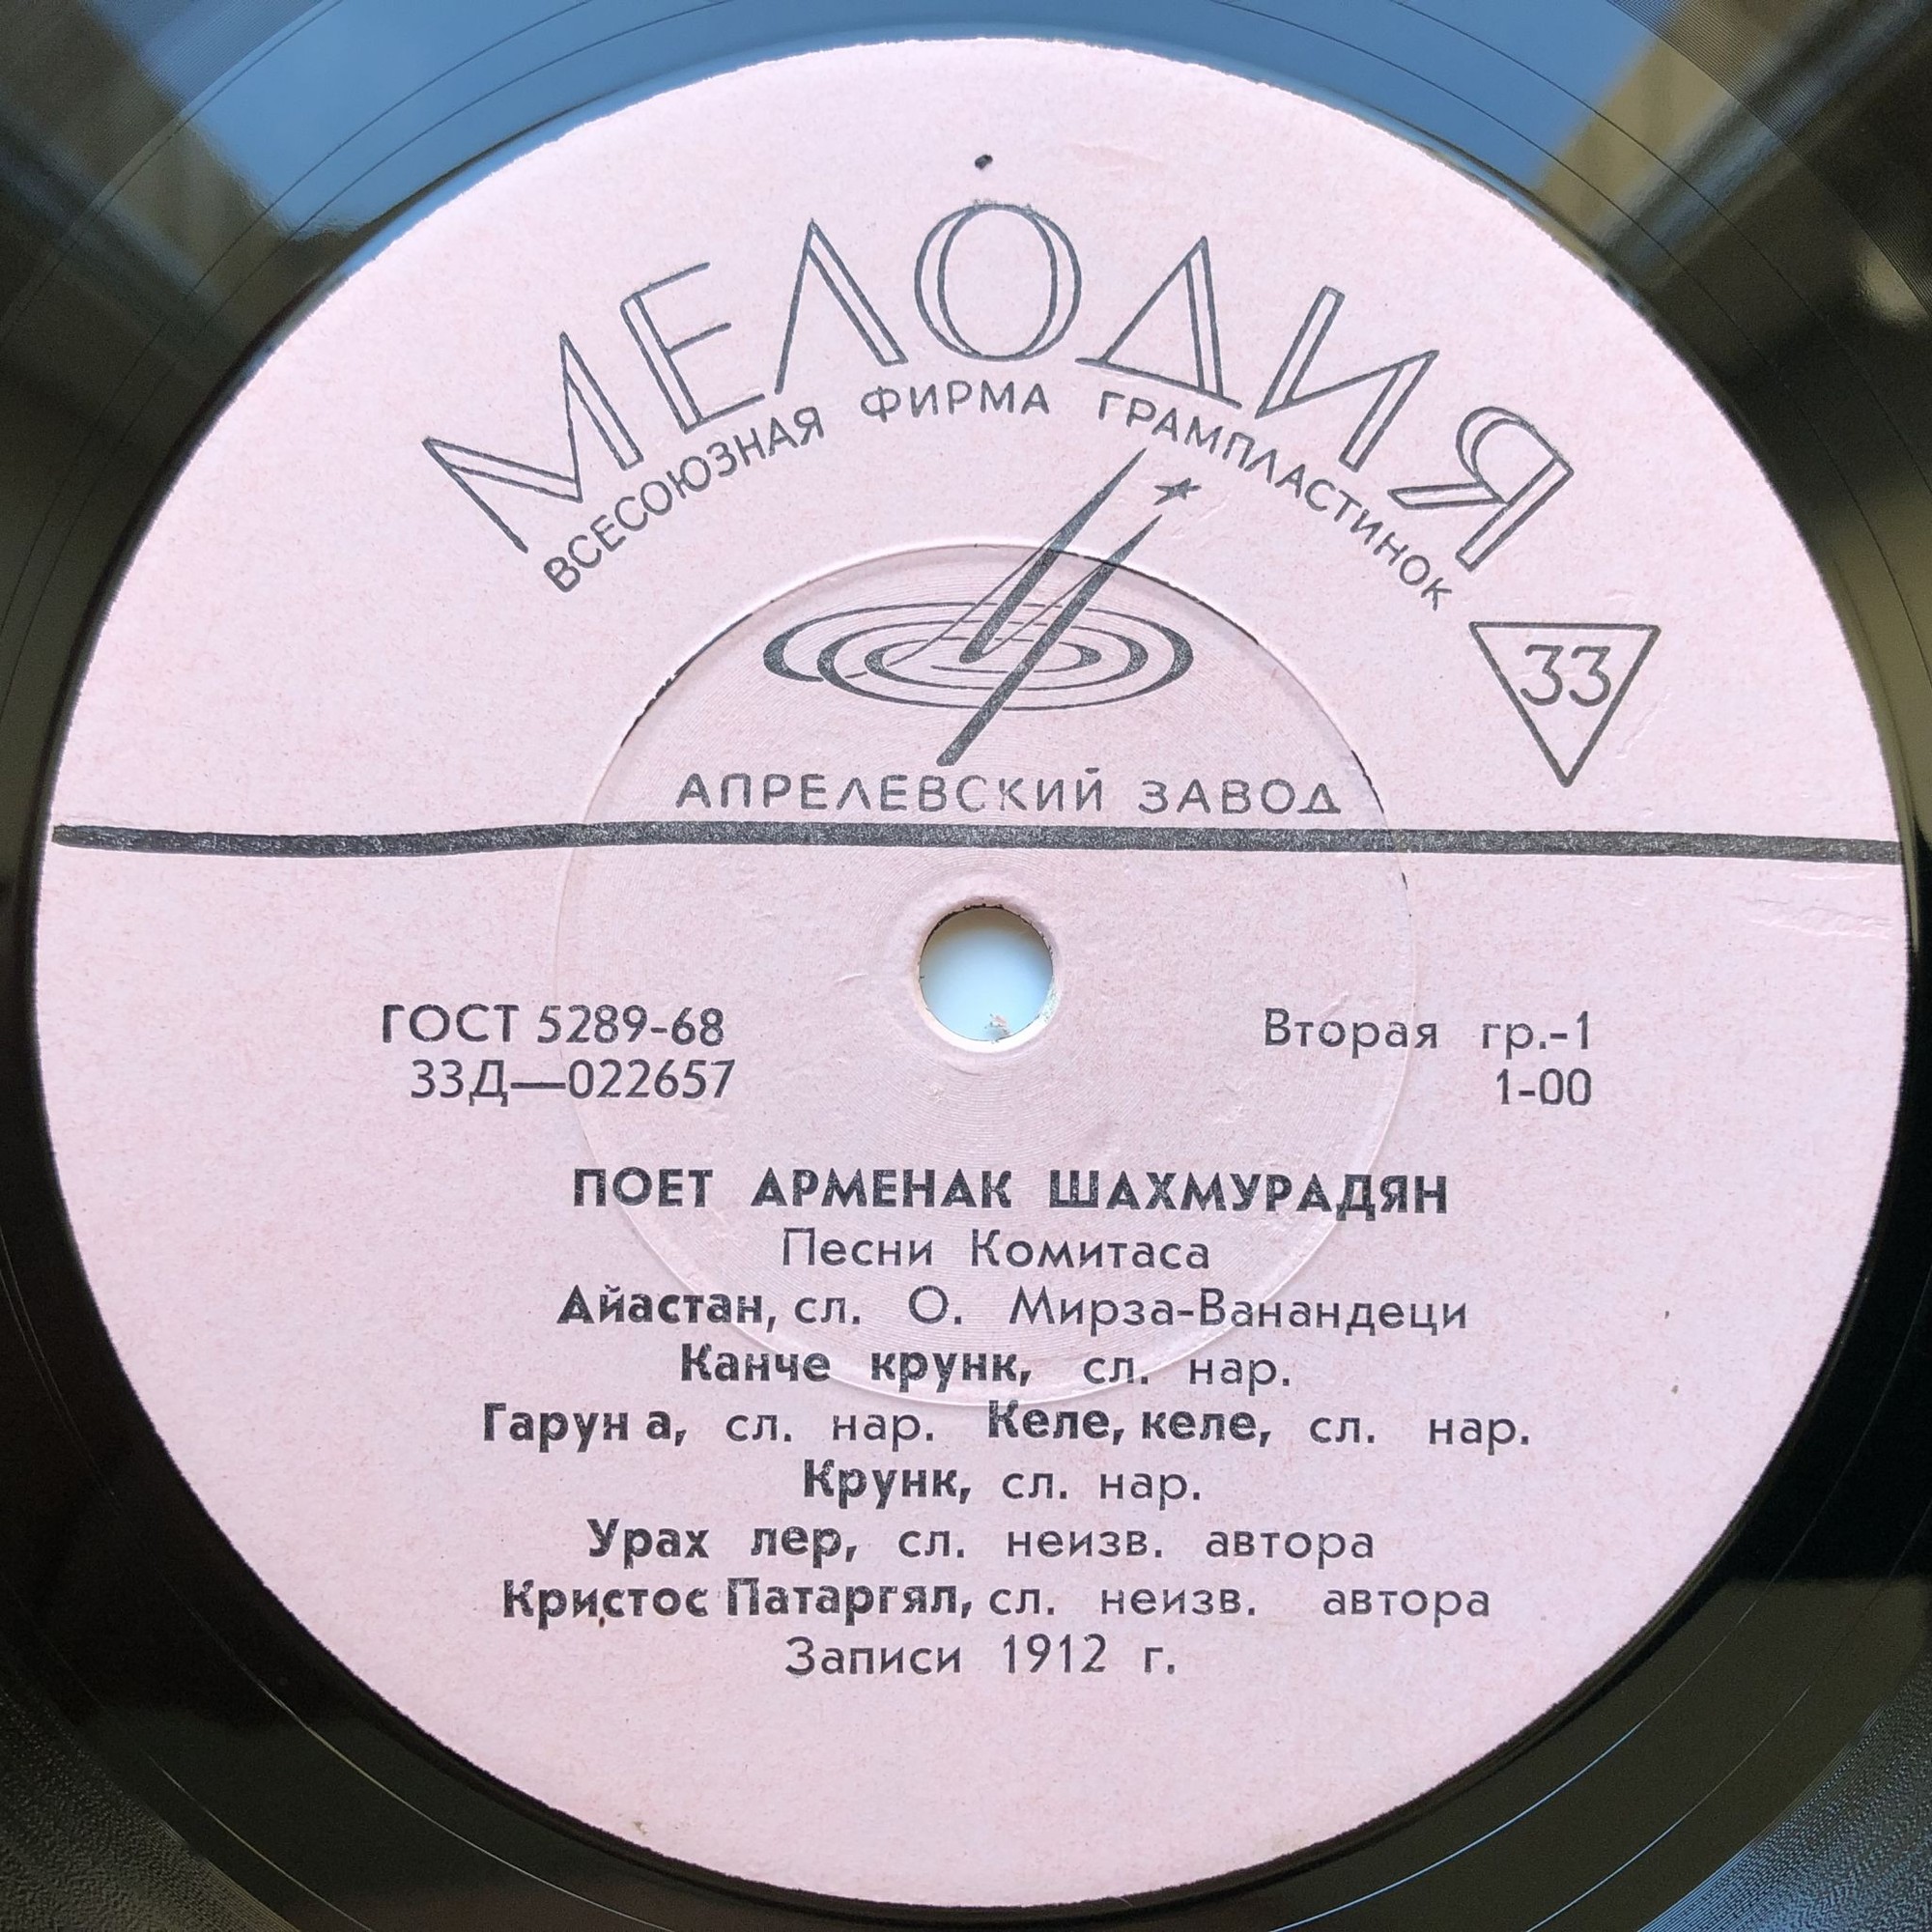 МЕЛОДИЯ
ВСЕСОЮЗНАЯ ФИРМА ГРАМПЛАСТИНОК
33
АПРЕЛЕВСКИЙ ЗАВОД
ГОСТ 5289-68
Вторая гр.-1
33Д—022657
1-00
ПОЕТ АРМЕНАК ШАХМУРАДЯН
Песни Комитаса
Айастан, сл. О. Мирза-Ванандеци
Канче крунк, сл. нар.
Гарун а, сл. нар. Келе, келе, сл. нар.
Крунк, сл. нар.
Урах лер, сл. неизв. автора
Кристос Патаргял, сл. неизв. автора
Записи 1912 г.